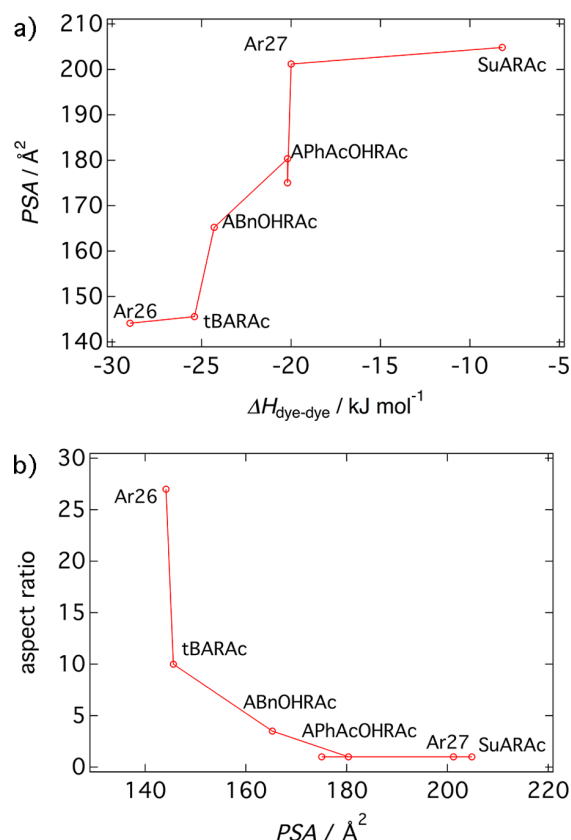 a)
210
200
190
180
170
160
150
140
PSA / Å²
Ar27
SuARAc
APhAcOHRAc
ABnOHRAc
Ar26
tBARAc
-30 -25 -20 -15 -10 -5
ΔH dye-dye / kJ mol⁻¹
b)
30
25
20
15
10
5
0
aspect ratio
Ar26
tBARAc
ABnOHRAc
APhAcOHRAc
Ar27
SuARAc
140 160 180 200 220
PSA / Å²